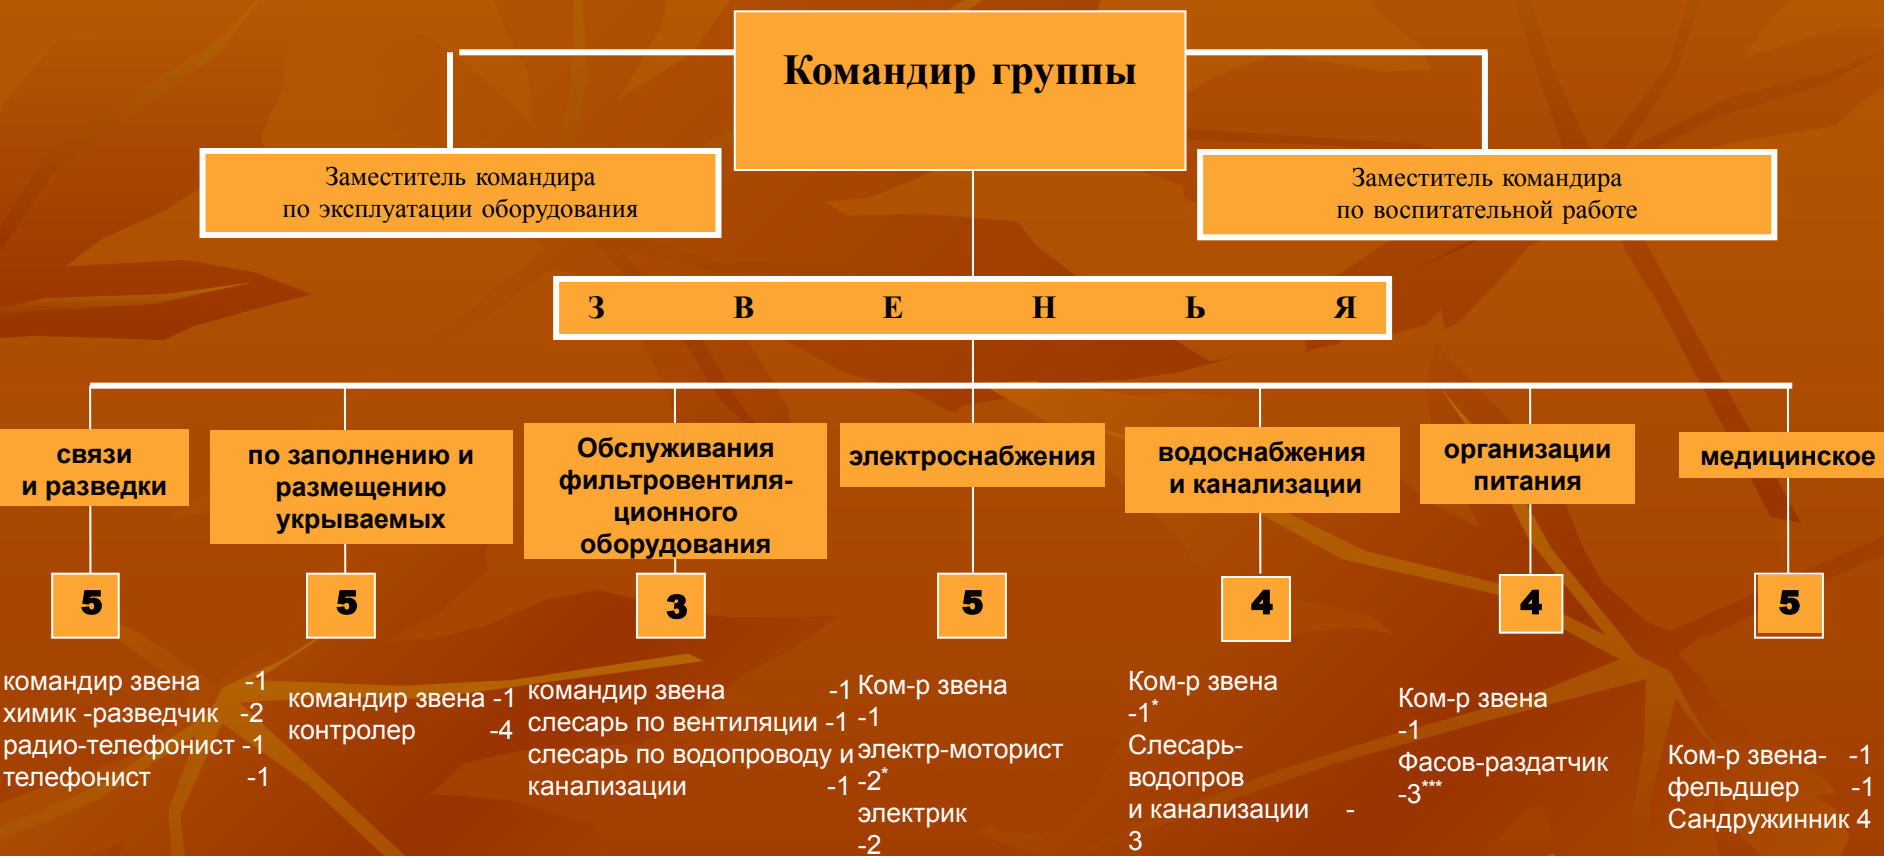 Командир группы
Заместитель командира
по эксплуатации оборудования
Заместитель командира
по воспитательной работе
З В Е Н Ь Я
связи
и разведки
по заполнению и
размещению
укрываемых
Обслуживания
фильтровентиля-
ционного
оборудования
электроснабжения
водоснабжения
и канализации
организации
питания
медицинское
5
5
3
5
4
4
5
командир звена -1
химик -разведчик -2
радио-телефонист -1
телефонист -1
командир звена -1
контролер -4
командир звена -1
слесарь по вентиляции -1
слесарь по водопроводу и
канализации -1
Ком-р звена
-1
электр-моторист
-2*
электрик
-2
Ком-р звена
-1*
Слесарь-
водопров
и канализации -
3
Ком-р звена
-1
Фасов-раздатчик
-3***
Ком-р звена- -1
фельдшер -1
Сандружинник 4